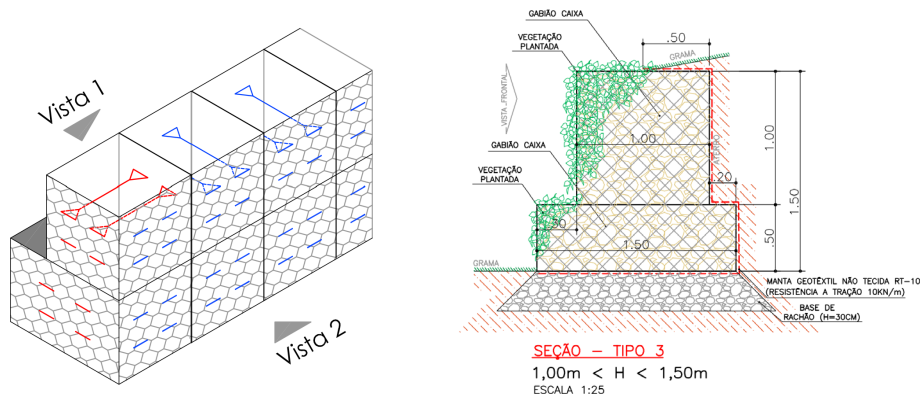 Vista 1
Vista 2
GABIÃO CAIXA
.50
VEGETAÇÃO
PLANTADA
GRAMA
VISTA FRONTAL
1.00
ATERRO
1.00
1.50
GABIÃO CAIXA
VEGETAÇÃO
PLANTADA
.20
.30
1.50
.50
GRAMA
MANTA GEOTÊXTIL NÃO TECIDA RT-10
(RESISTÊNCIA A TRAÇÃO 10KN/m)
BASE DE
RACHÃO (H=30CM)
SEÇÃO - TIPO 3
1,00m < H < 1,50m
ESCALA 1:25